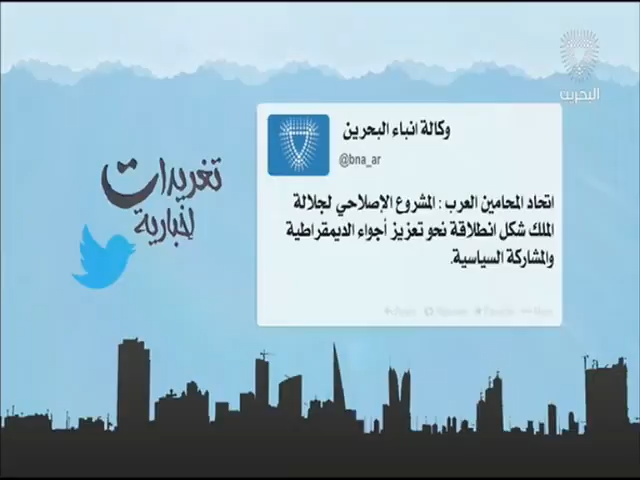 البحرين
وكالة انباء البحرين
@bna_ar
تغريدات
إخبارية
اتحاد المحامين العرب : المشروع الإصلاحي لجلالة
الملك شكل انطلاقة نحو تعزيز أجواء الديمقراطية
والمشاركة السياسية.